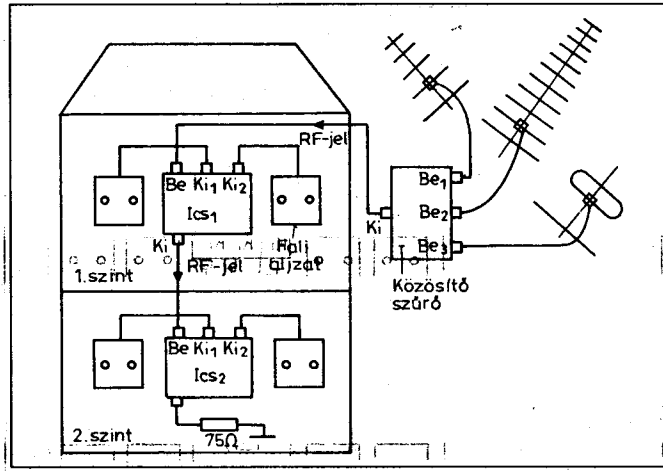 RF-jel
Be Ki₁ Ki₂
Ics₁
Ki
RF-jel
Fali
aljzat
1.szint
Be Ki₁ Ki₂
Ics₂
75Ω
2.szint
Be₁
Be₂
Be₃
Ki
Közösítő
szűrő